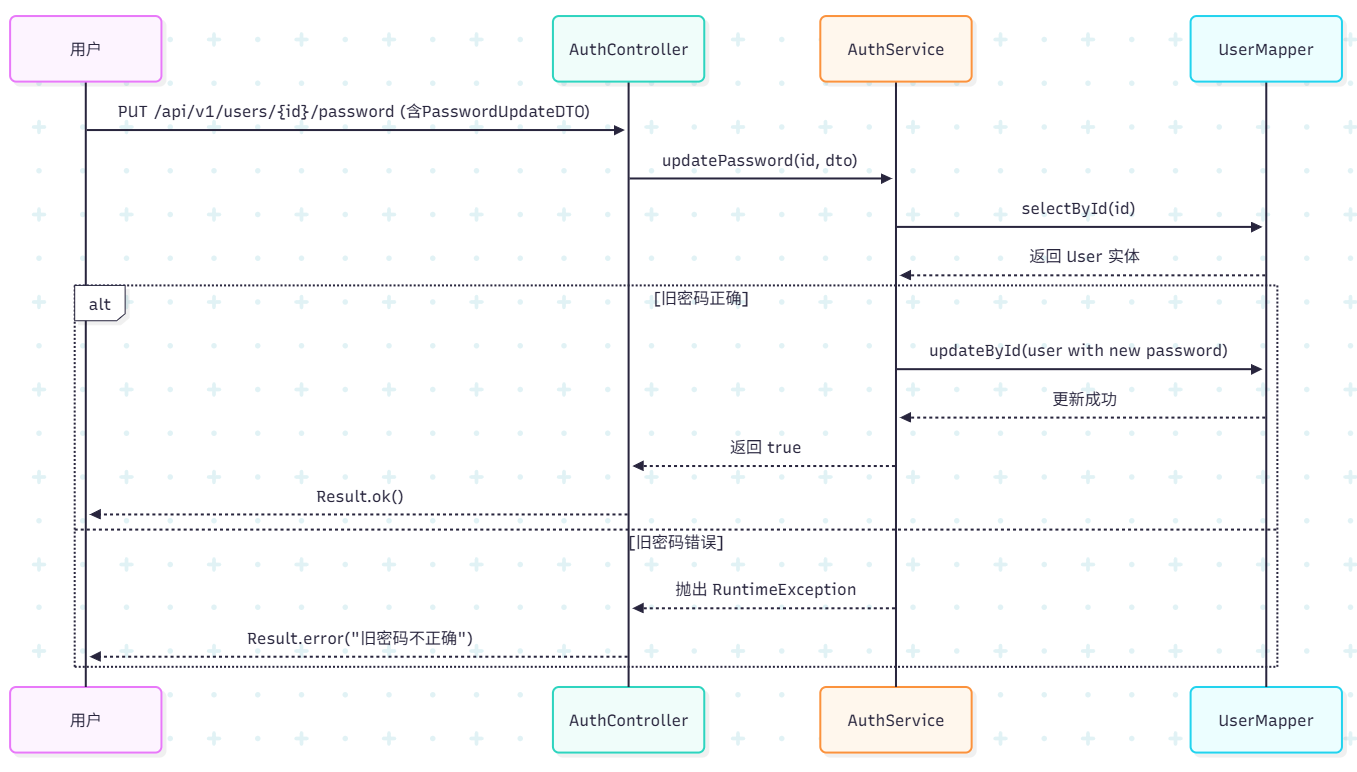 用户
AuthController
AuthService
UserMapper
PUT /api/v1/users/{id}/password (含PasswordUpdateDTO)
updatePassword(id, dto)
selectById(id)
返回 User 实体
alt
[旧密码正确]
updateById(user with new password)
更新成功
返回 true
Result.ok()
[旧密码错误]
抛出 RuntimeException
Result.error("旧密码不正确")
用户
AuthController
AuthService
UserMapper